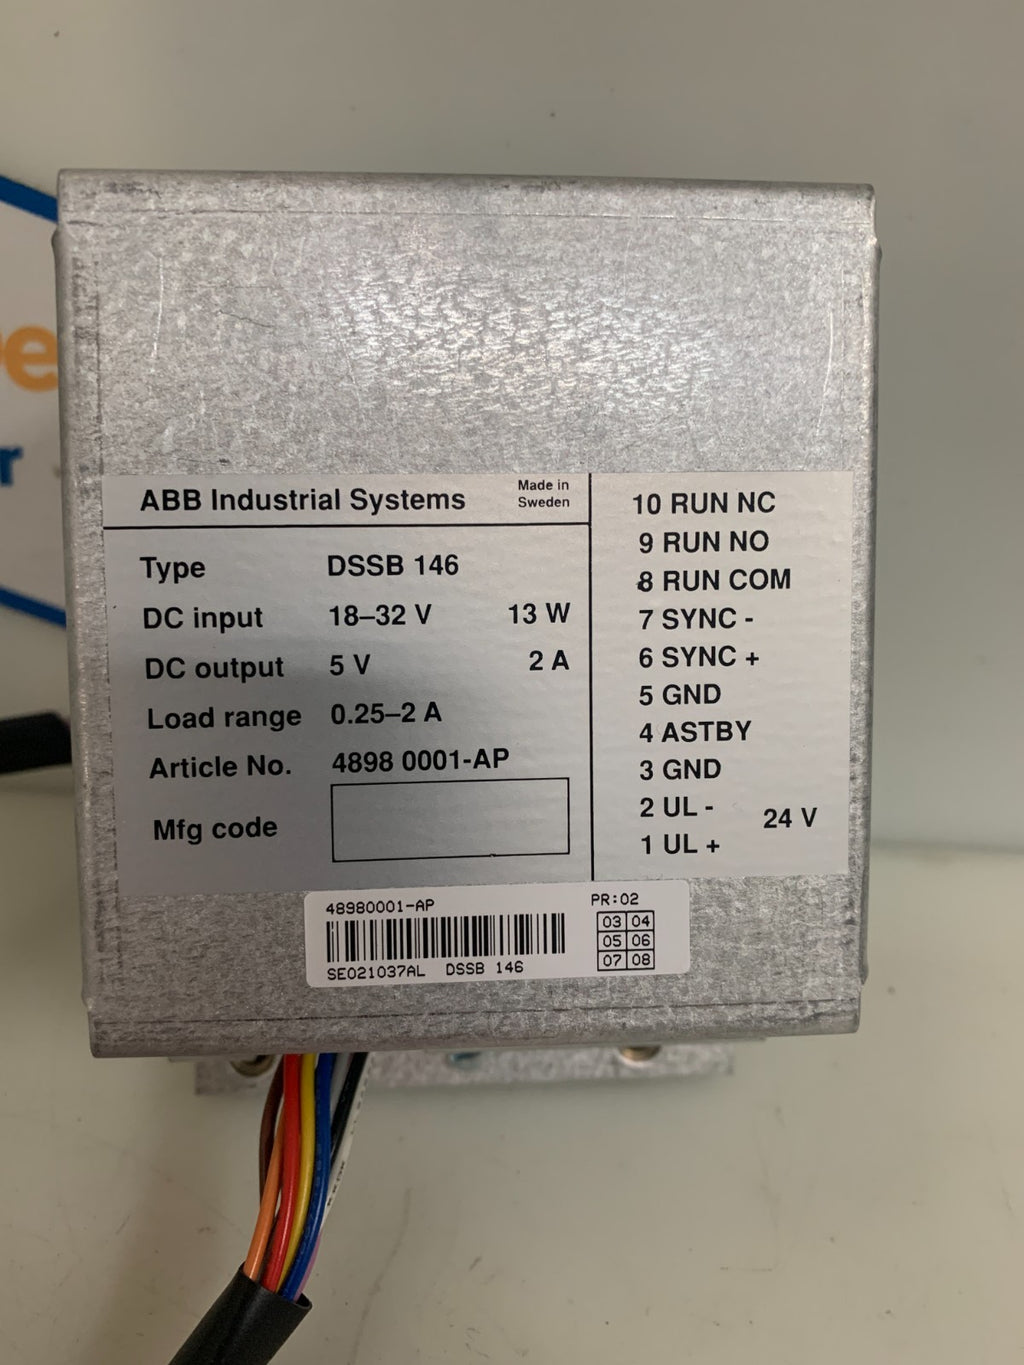 ABB Industrial Systems
Made in
Sweden
Type DSSB 146
DC input 18–32 V 13 W
DC output 5 V 2 A
Load range 0.25–2 A
Article No. 4898 0001-AP
Mfg code
10 RUN NC
9 RUN NO
8 RUN COM
7 SYNC -
6 SYNC +
5 GND
4 ASTBY
3 GND
2 UL -
24 V
1 UL +
48980001-AP
SE021037AL DSSB 146
PR:02
03 04
05 06
07 08